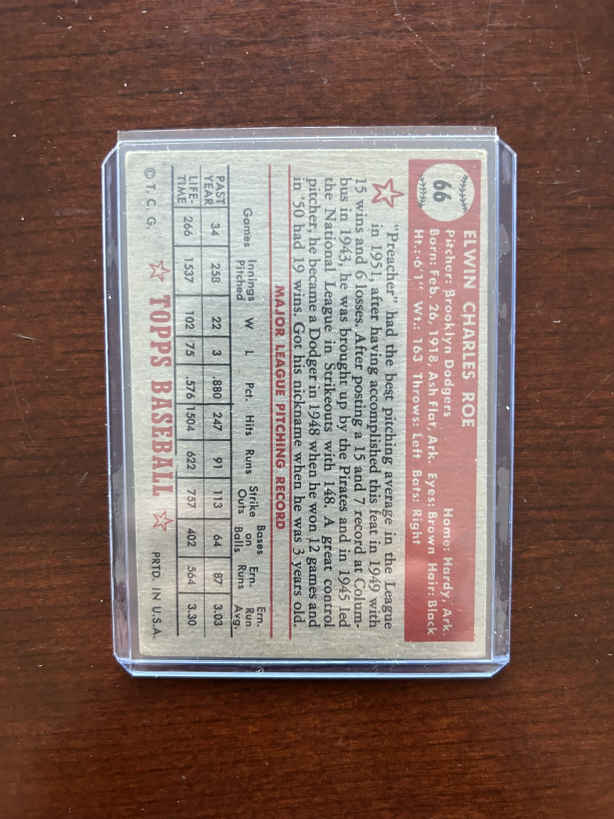 66
ELWIN CHARLES ROE
Pitcher: Brooklyn Dodgers Home: Hardy, Ark.
Born: Feb. 26, 1918, Ash Flat, Ark. Eyes: Brown Hair: Black
Ht.: 6'1" Wt.: 163 Throws: Left Bats: Right
"Preacher" had the best pitching average in the League
in 1951, after having accomplished this feat in 1949 with
15 wins and 6 losses. After posting a 15 and 7 record at Colum-
bus in 1943, he was brought up by the Pirates and in 1945 led
the National League in Strikeouts with 148. A great control
pitcher, he became a Dodger in 1948 when he won 12 games and
in '50 had 19 wins. Got his nickname when he was 3 years old.
MAJOR LEAGUE PITCHING RECORD
Games Innings Pitched W L Pct. Hits Runs Strike Outs Bases on Balls Ern. Runs Ern. Run Avg.
PAST YEAR 34 258 22 3 .880 247 91 113 64 87 3.03
LIFE-TIME 266 1537 102 75 .576 1504 622 757 402 564 3.30
© T. C. G. TOPPS BASEBALL PRTD. IN U.S.A.